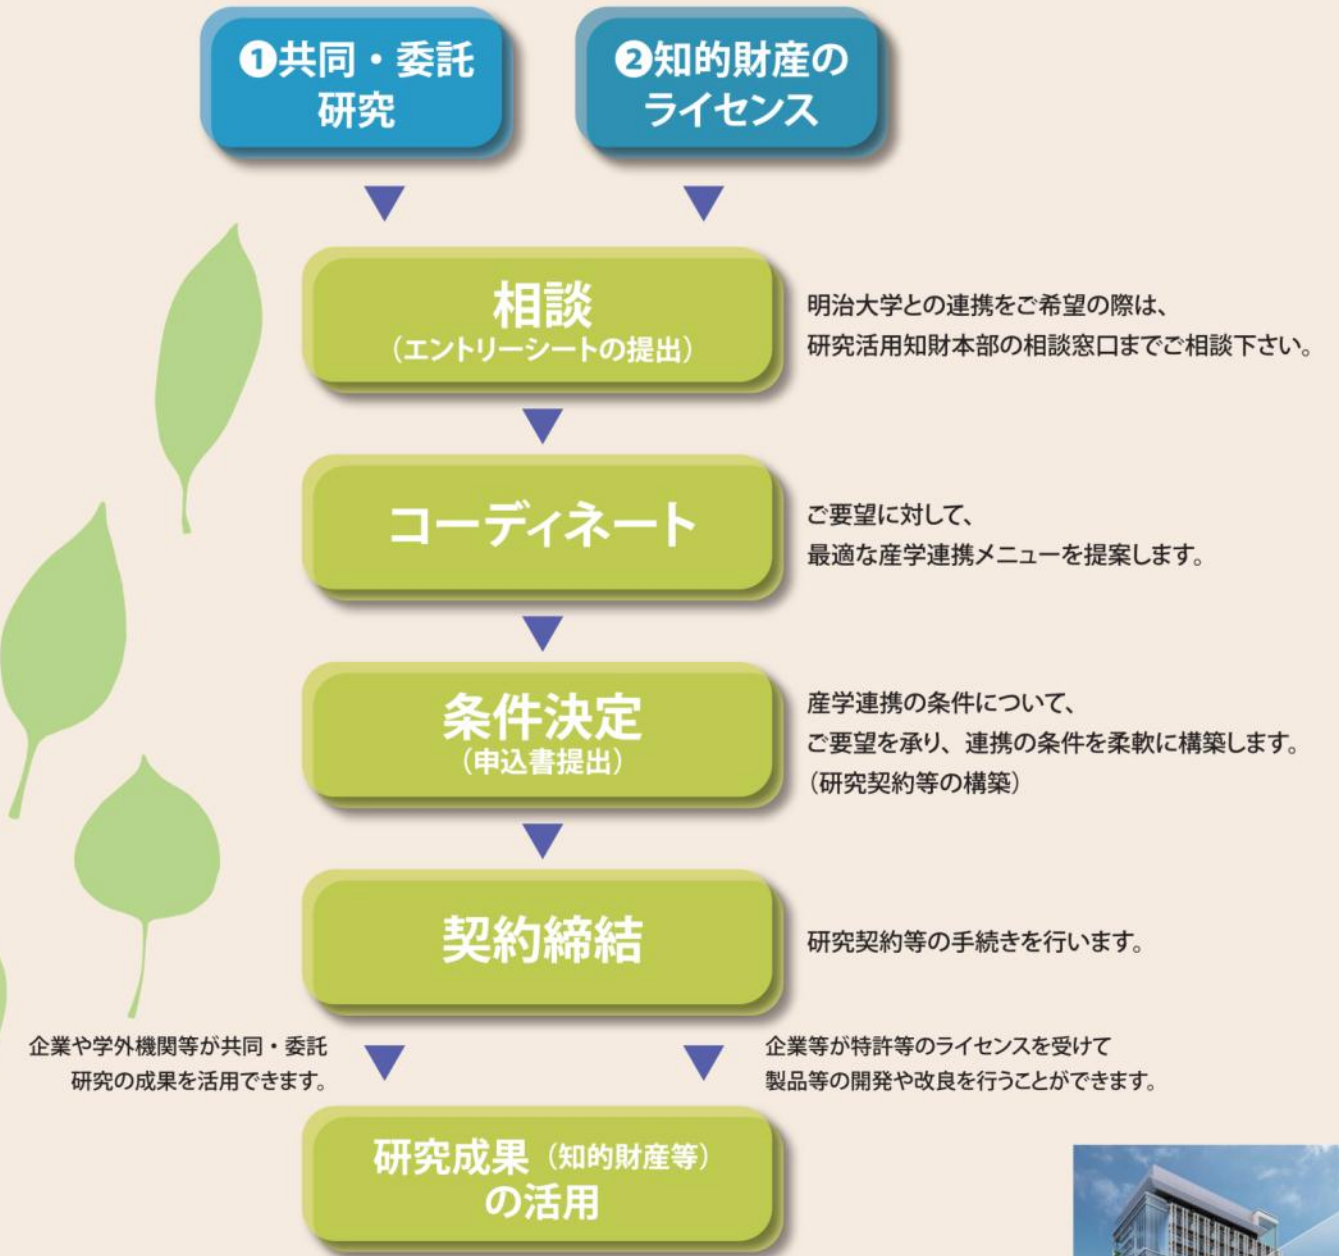 ❶共同・委託
研究
❷知的財産の
ライセンス
相談
（エントリーシートの提出）
明治大学との連携をご希望の際は、
研究活用知財本部の相談窓口までご相談下さい。
コーディネート
ご要望に対して、
最適な産学連携メニューを提案します。
条件決定
（申込書提出）
産学連携の条件について、
ご要望を承り、連携の条件を柔軟に構築します。
（研究契約等の構築）
契約締結
研究契約等の手続きを行います。
企業や学外機関等が共同・委託
研究の成果を活用できます。
企業等が特許等のライセンスを受けて
製品等の開発や改良を行うことができます。
研究成果（知的財産等）
の活用